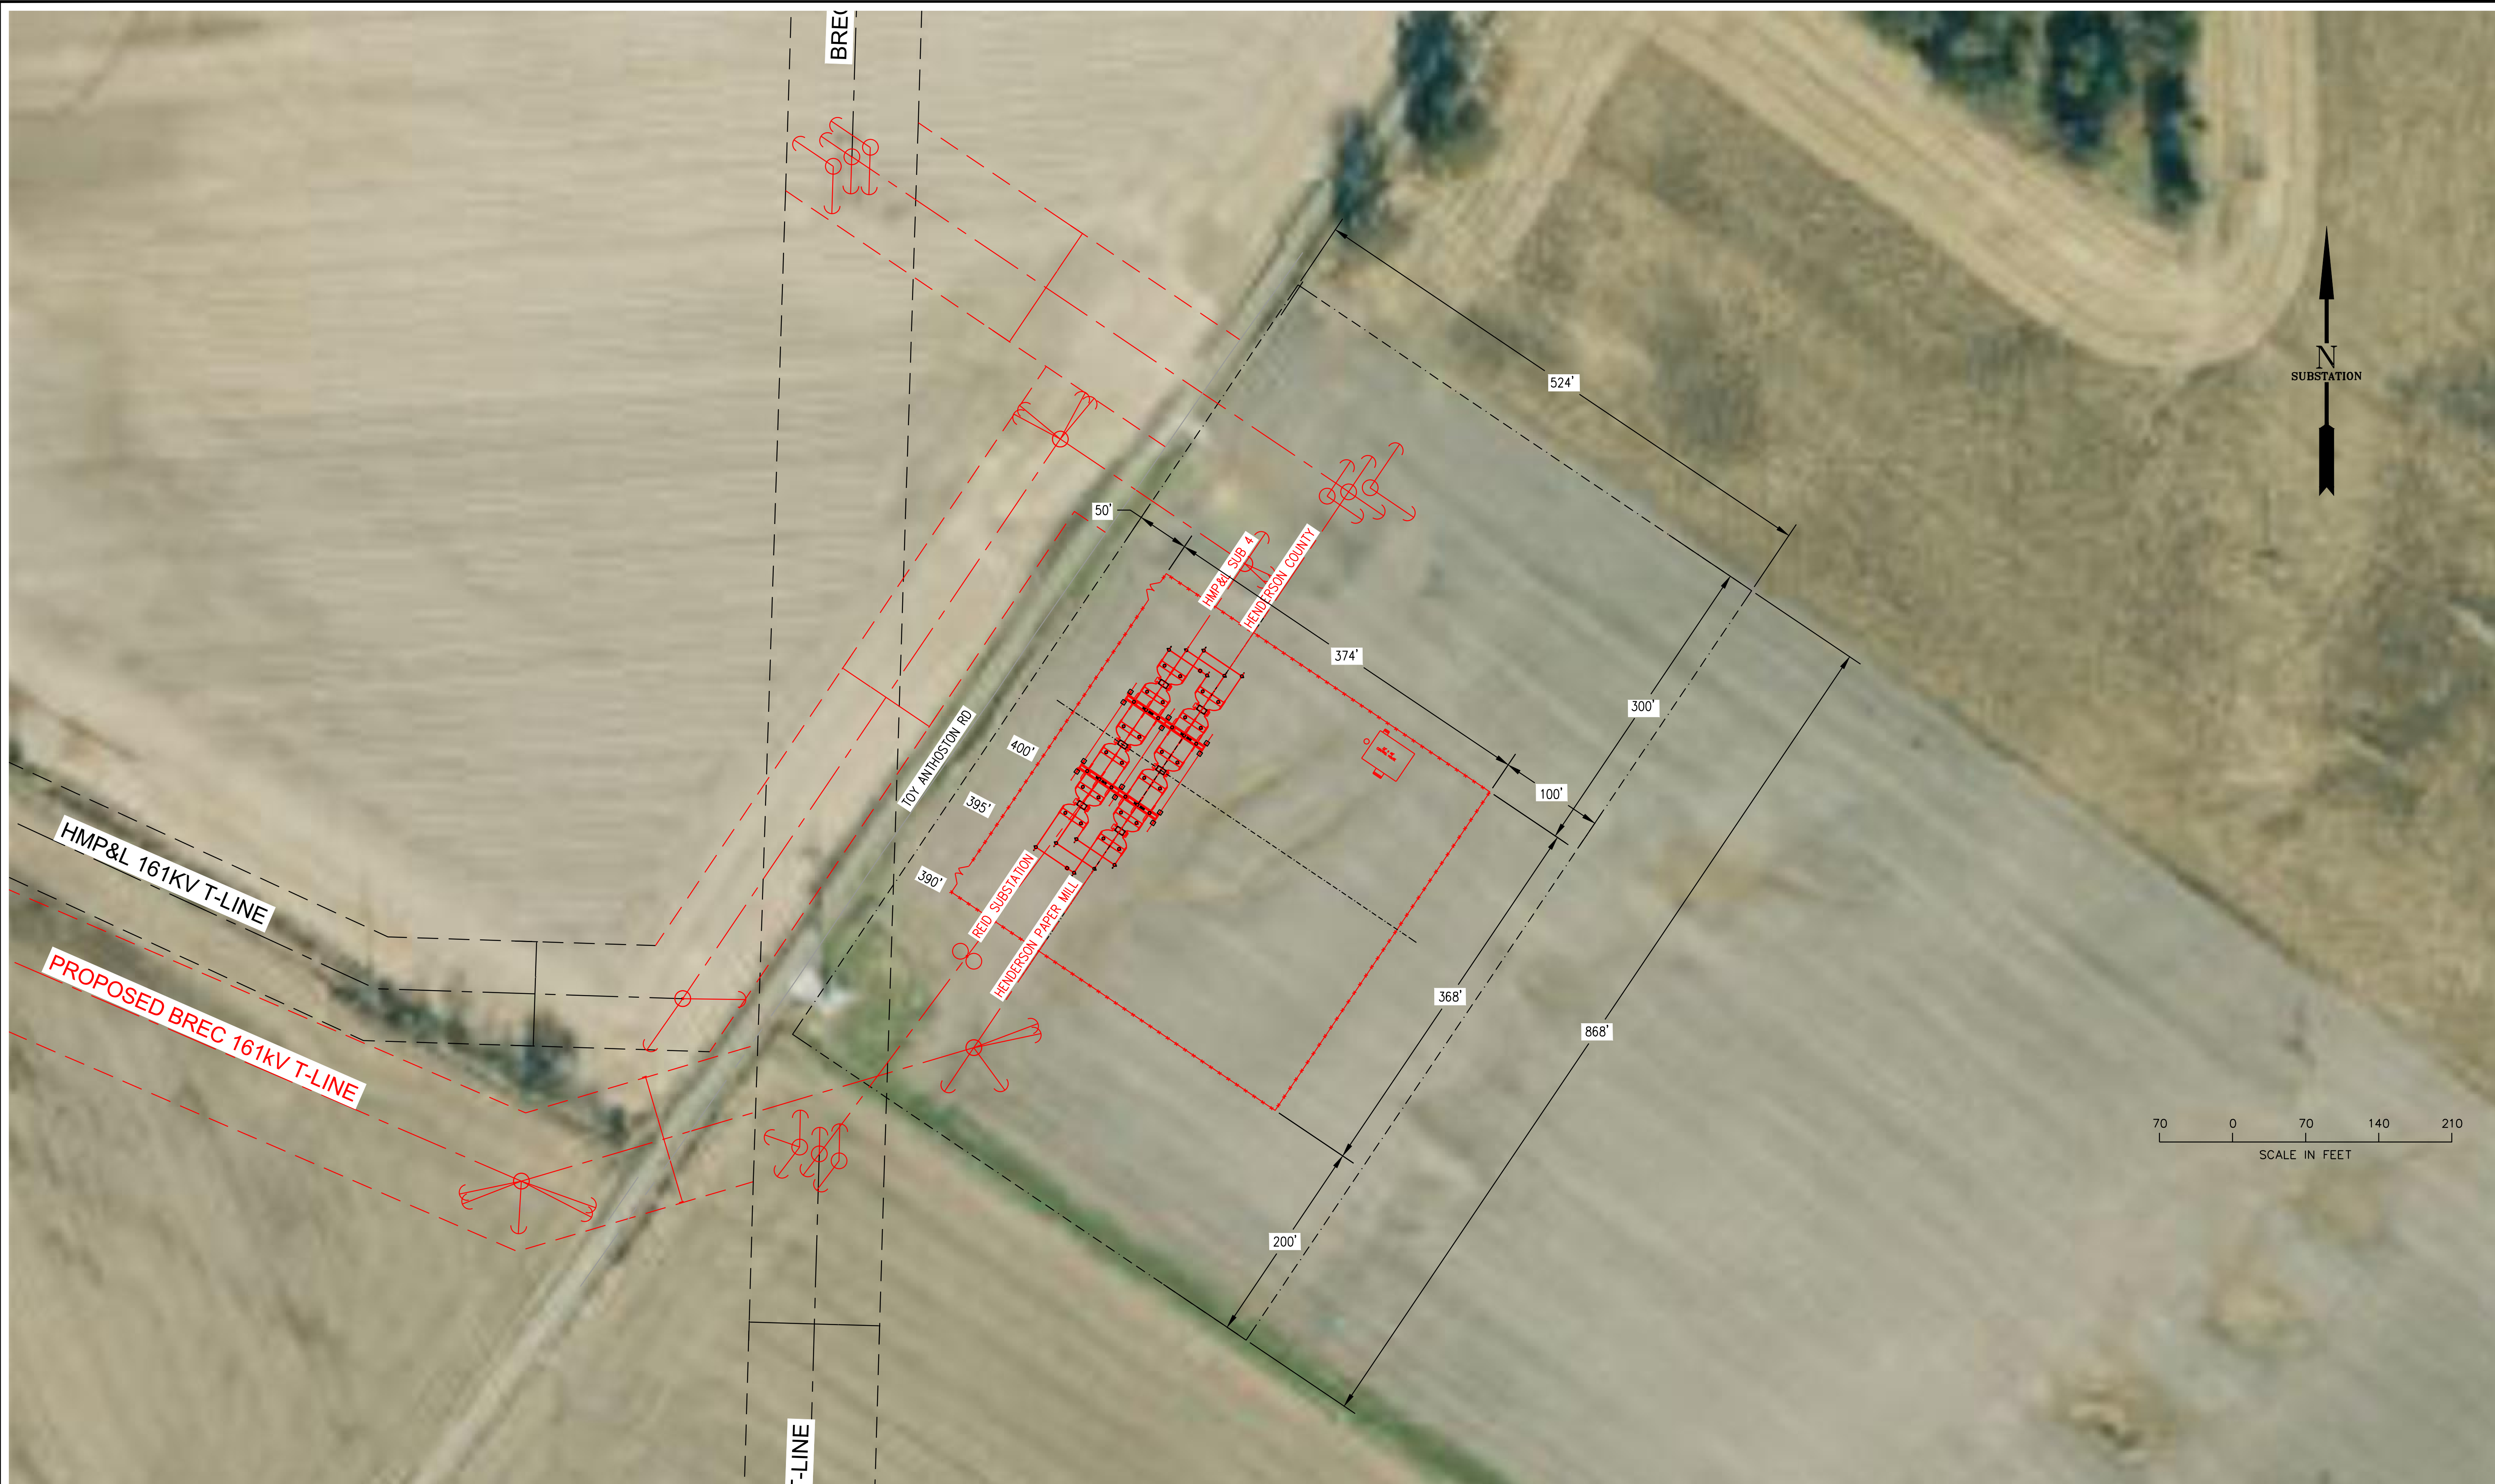 BREC
524'
N
SUBSTATION
50'
HMP&L SUB 4
HENDERSON COUNTY
374'
300'
TOY ANTHOSTON RD
400'
100'
395'
HMP&L 161KV T-LINE
390'
REID SUBSTATION
HENDERSON PAPER MILL
PROPOSED BREC 161kV T-LINE
368'
868'
70 0 70 140 210
SCALE IN FEET
200'
T-LINE